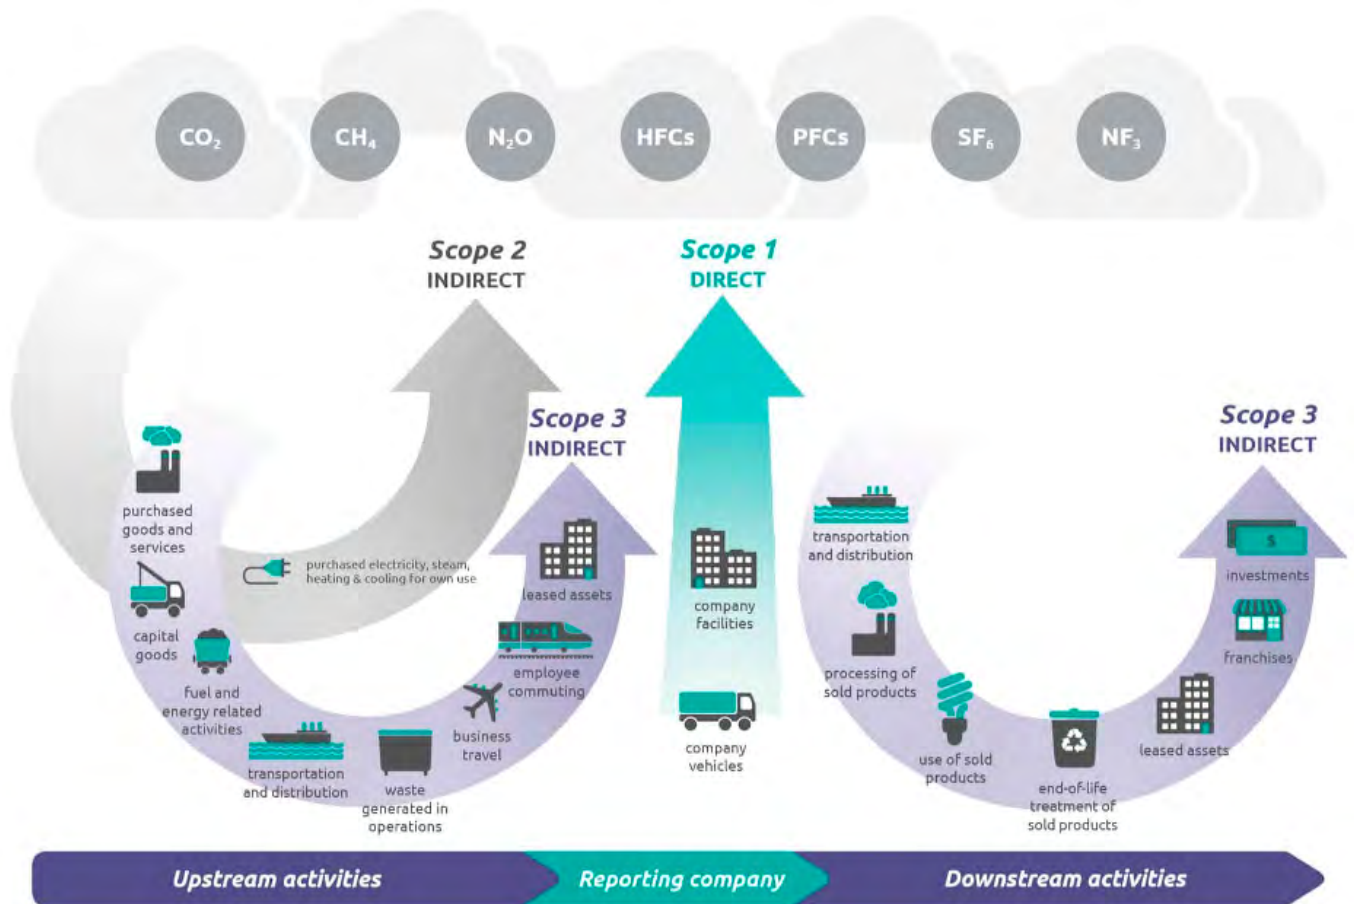 CO₂
CH₄
N₂O
HFCs
PFCs
SF₆
NF₃
Scope 2
INDIRECT
Scope 1
DIRECT
Scope 3
INDIRECT
Scope 3
INDIRECT
purchased
goods and
services
capital
goods
fuel and
energy related
activities
transportation
and distribution
waste
generated in
operations
business
travel
employee
commuting
leased assets
purchased electricity, steam,
heating & cooling for own use
company
facilities
company
vehicles
transportation
and distribution
processing of
sold products
use of sold
products
end-of-life
treatment of
sold products
leased assets
franchises
investments
$
Upstream activities
Reporting company
Downstream activities